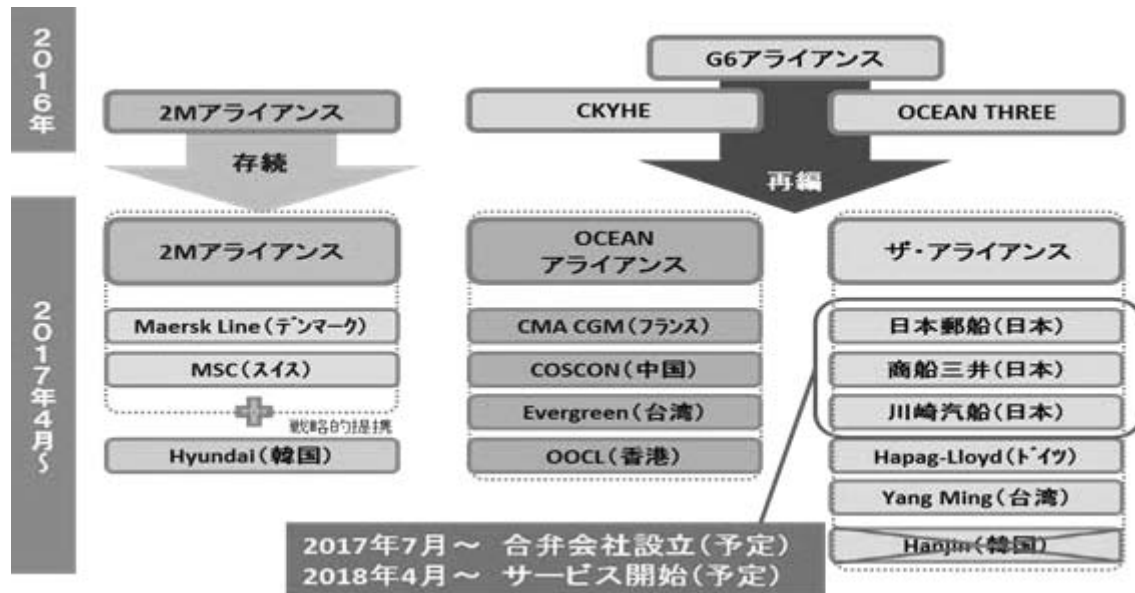 2016年
G6アライアンス
2Mアライアンス
CKYHE
OCEAN THREE
存続
再編
2017年4月～
2Mアライアンス
Maersk Line(デンマーク)
MSC(スイス)
戦略的提携
Hyundai(韓国)
OCEAN
アライアンス
CMA CGM(フランス)
COSCON(中国)
Evergreen(台湾)
OOCL(香港)
ザ・アライアンス
日本郵船(日本)
商船三井(日本)
川崎汽船(日本)
Hapag-Lloyd(ドイツ)
Yang Ming(台湾)
Hanjin(韓国)
2017年7月～ 合弁会社設立(予定)
2018年4月～ サービス開始(予定)